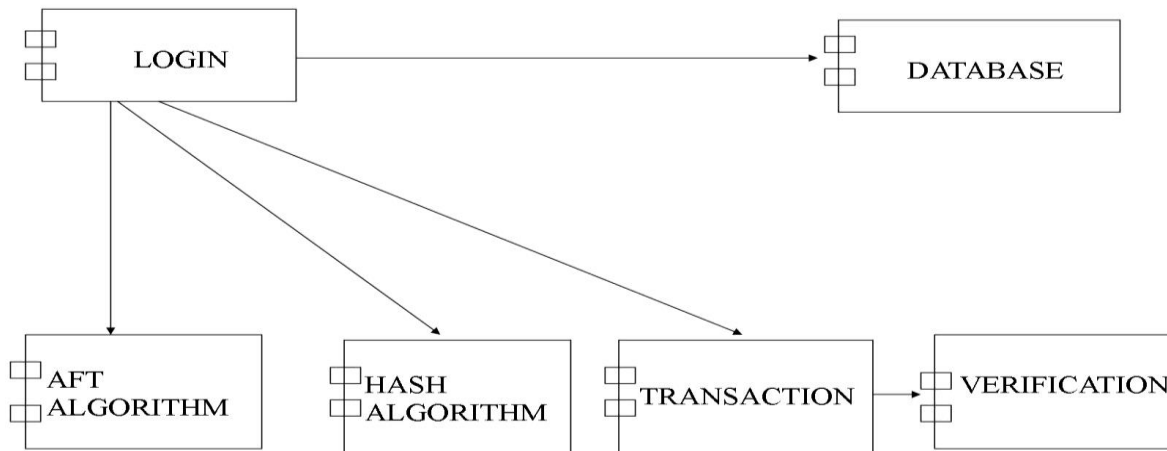 LOGIN
DATABASE
AFT
ALGORITHM
HASH
ALGORITHM
TRANSACTION
VERIFICATION